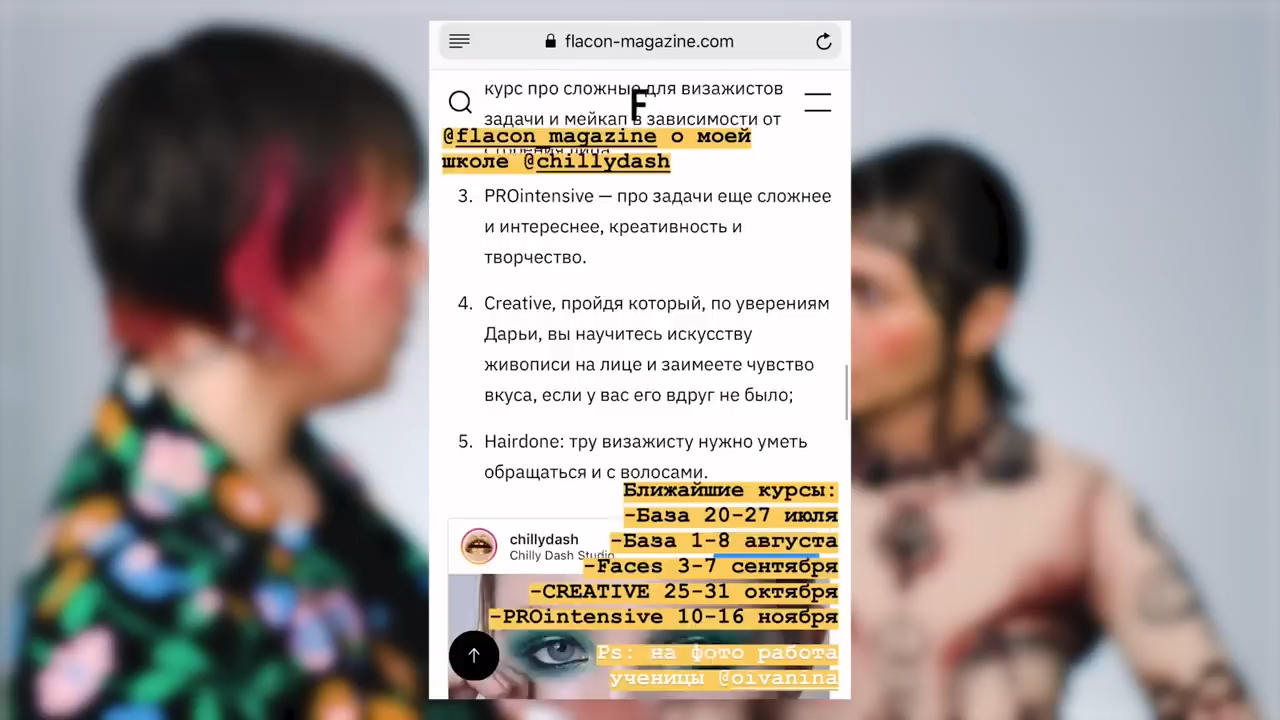 flacon-magazine.com
курс про сложные для визажистов
F
задачи и мейкап в зависимости от
@flacon_magazine о моей
школе @chillydash
3. PROintensive — про задачи еще сложнее
и интереснее, креативность и
творчество.
4. Creative, пройдя который, по уверениям
Дарьи, вы научитесь искусству
живописи на лице и заимеете чувство
вкуса, если у вас его вдруг не было;
5. Hairdone: тру визажисту нужно уметь
обращаться и с волосами.
Ближайшие курсы:
-База 20-27 июля
chillydash
-База 1-8 августа
Chilly Dash Studio
-Faces 3-7 сентября
-CREATIVE 25-31 октября
-PROintensive 10-16 ноября
Ps: на фото работа
ученицы @oivanina